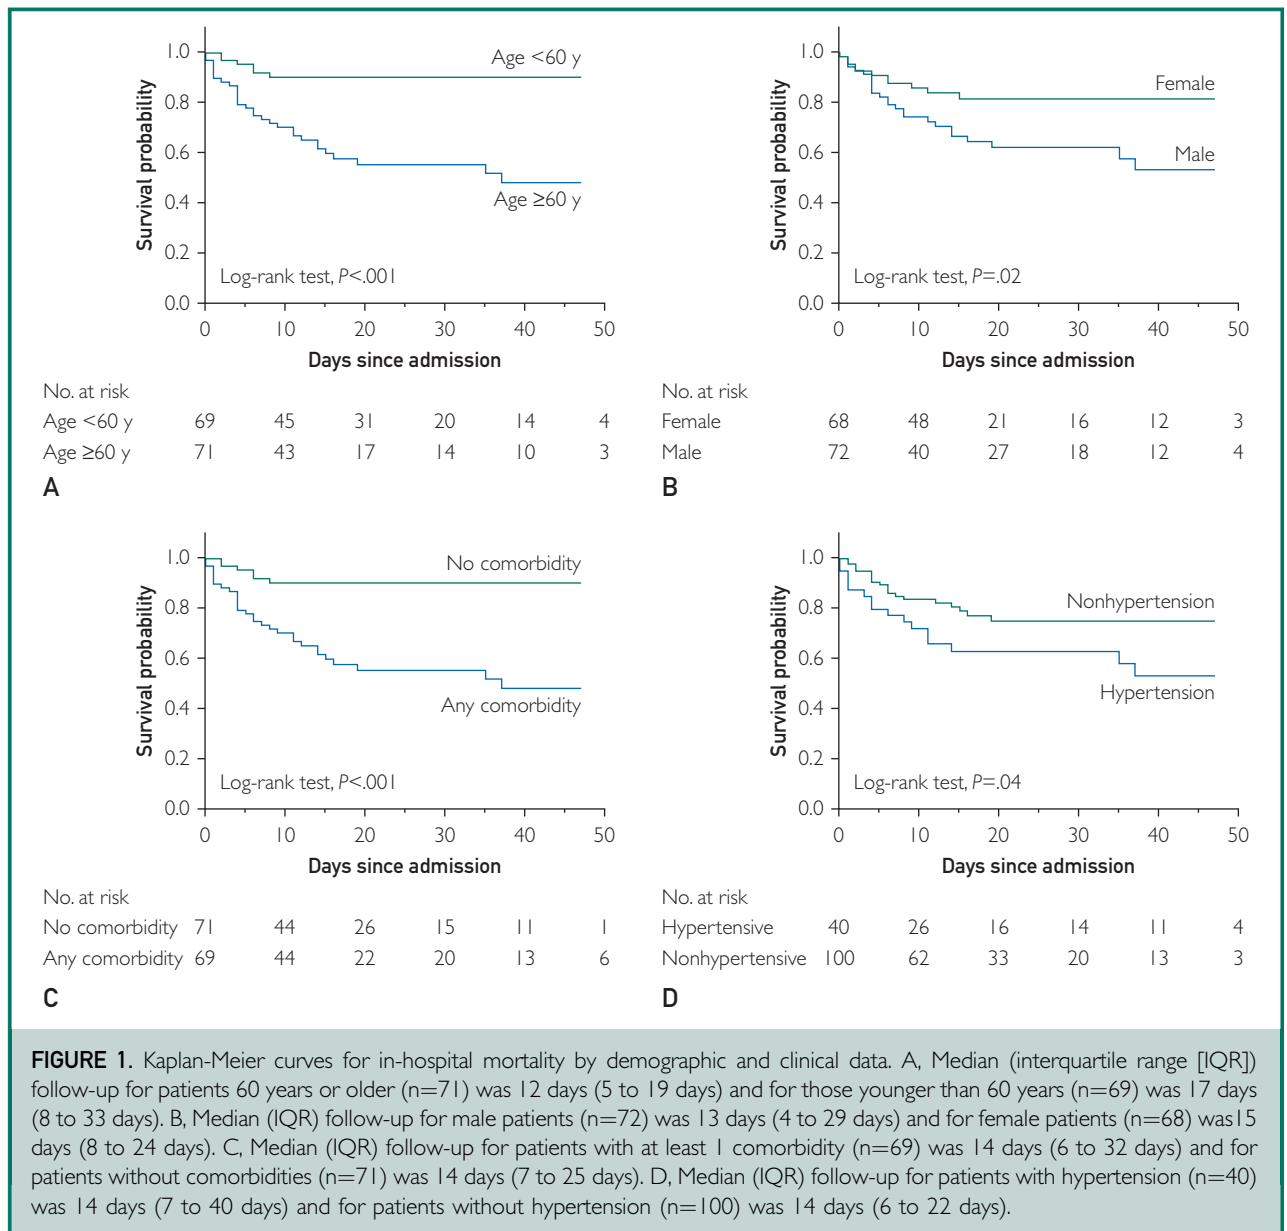 1.0
0.8
0.6
0.4
0.2
0.0
Survival probability
Age <60 y
Age ≥60 y
Log-rank test, P<.001
0 10 20 30 40 50
Days since admission
No. at risk
Age <60 y 69 45 31 20 14 4
Age ≥60 y 71 43 17 14 10 3
A
1.0
0.8
0.6
0.4
0.2
0.0
Survival probability
Female
Male
Log-rank test, P=.02
0 10 20 30 40 50
Days since admission
No. at risk
Female 68 48 21 16 12 3
Male 72 40 27 18 12 4
B
1.0
0.8
0.6
0.4
0.2
0.0
Survival probability
No comorbidity
Any comorbidity
Log-rank test, P<.001
0 10 20 30 40 50
Days since admission
No. at risk
No comorbidity 71 44 26 15 11 1
Any comorbidity 69 44 22 20 13 6
C
1.0
0.8
0.6
0.4
0.2
0.0
Survival probability
Nonhypertension
Hypertension
Log-rank test, P=.04
0 10 20 30 40 50
Days since admission
No. at risk
Hypertensive 40 26 16 14 11 4
Nonhypertensive 100 62 33 20 13 3
D
FIGURE 1. Kaplan-Meier curves for in-hospital mortality by demographic and clinical data. A, Median (interquartile range [IQR])
follow-up for patients 60 years or older (n=71) was 12 days (5 to 19 days) and for those younger than 60 years (n=69) was 17 days
(8 to 33 days). B, Median (IQR) follow-up for male patients (n=72) was 13 days (4 to 29 days) and for female patients (n=68) was15
days (8 to 24 days). C, Median (IQR) follow-up for patients with at least 1 comorbidity (n=69) was 14 days (6 to 32 days) and for
patients without comorbidities (n=71) was 14 days (7 to 25 days). D, Median (IQR) follow-up for patients with hypertension (n=40)
was 14 days (7 to 40 days) and for patients without hypertension (n=100) was 14 days (6 to 22 days).